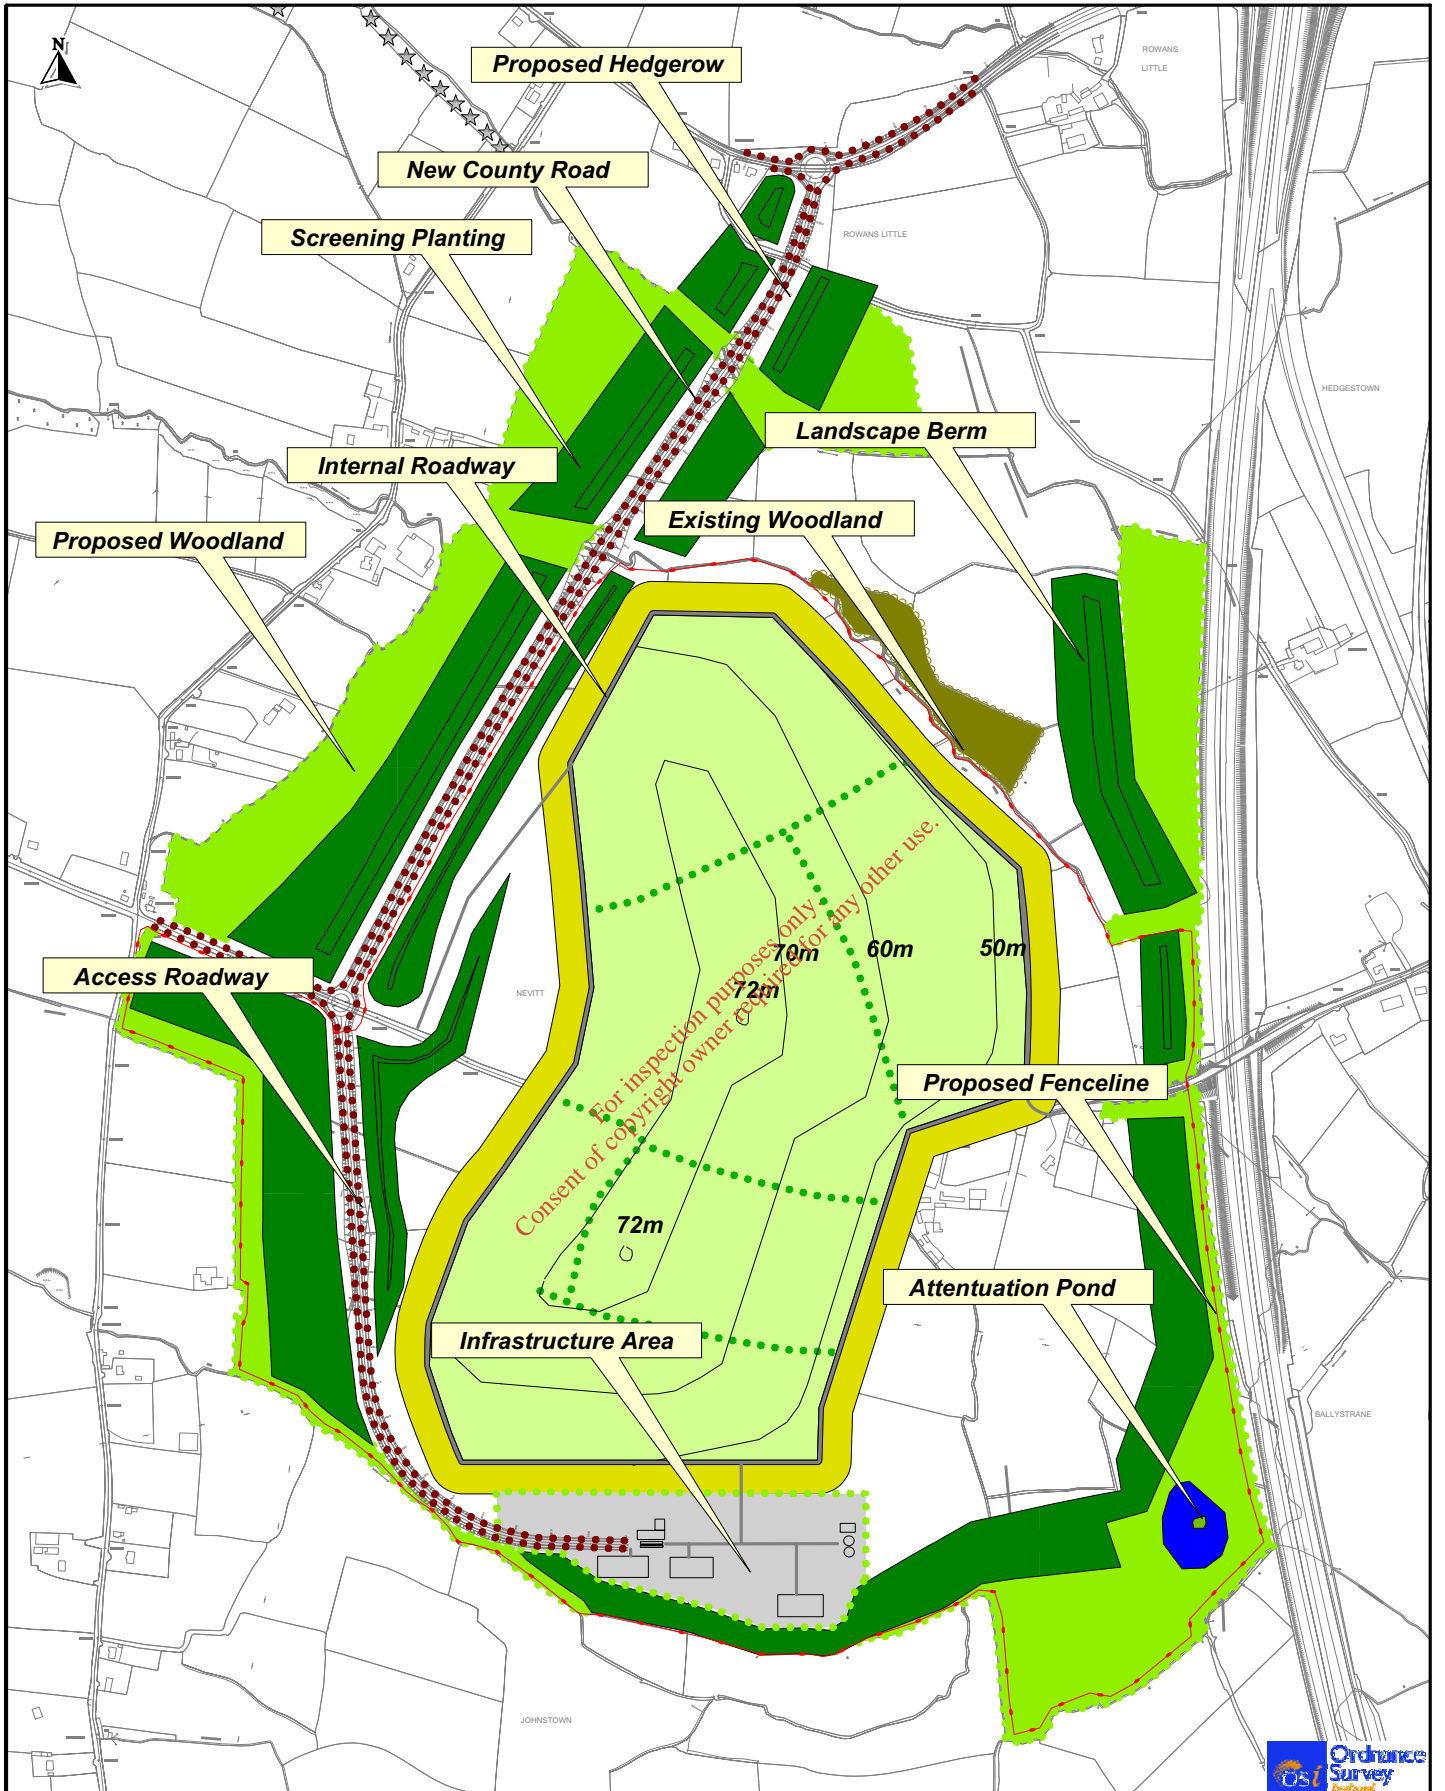 N
Proposed Hedgerow
ROWANS
LITTLE
New County Road
Screening Planting
ROWANS LITTLE
HEDGESTOWN
Landscape Berm
Internal Roadway
Existing Woodland
Proposed Woodland
70m
60m
50m
Access Roadway
NEVITT
72m
For inspection purposes only.
Consent of copyright owner required for any other use.
Proposed Fenceline
72m
Attentuation Pond
Infrastructure Area
BALLYSTRANE
JOHNSTOWN
osi
Ordnance
Survey
Ireland